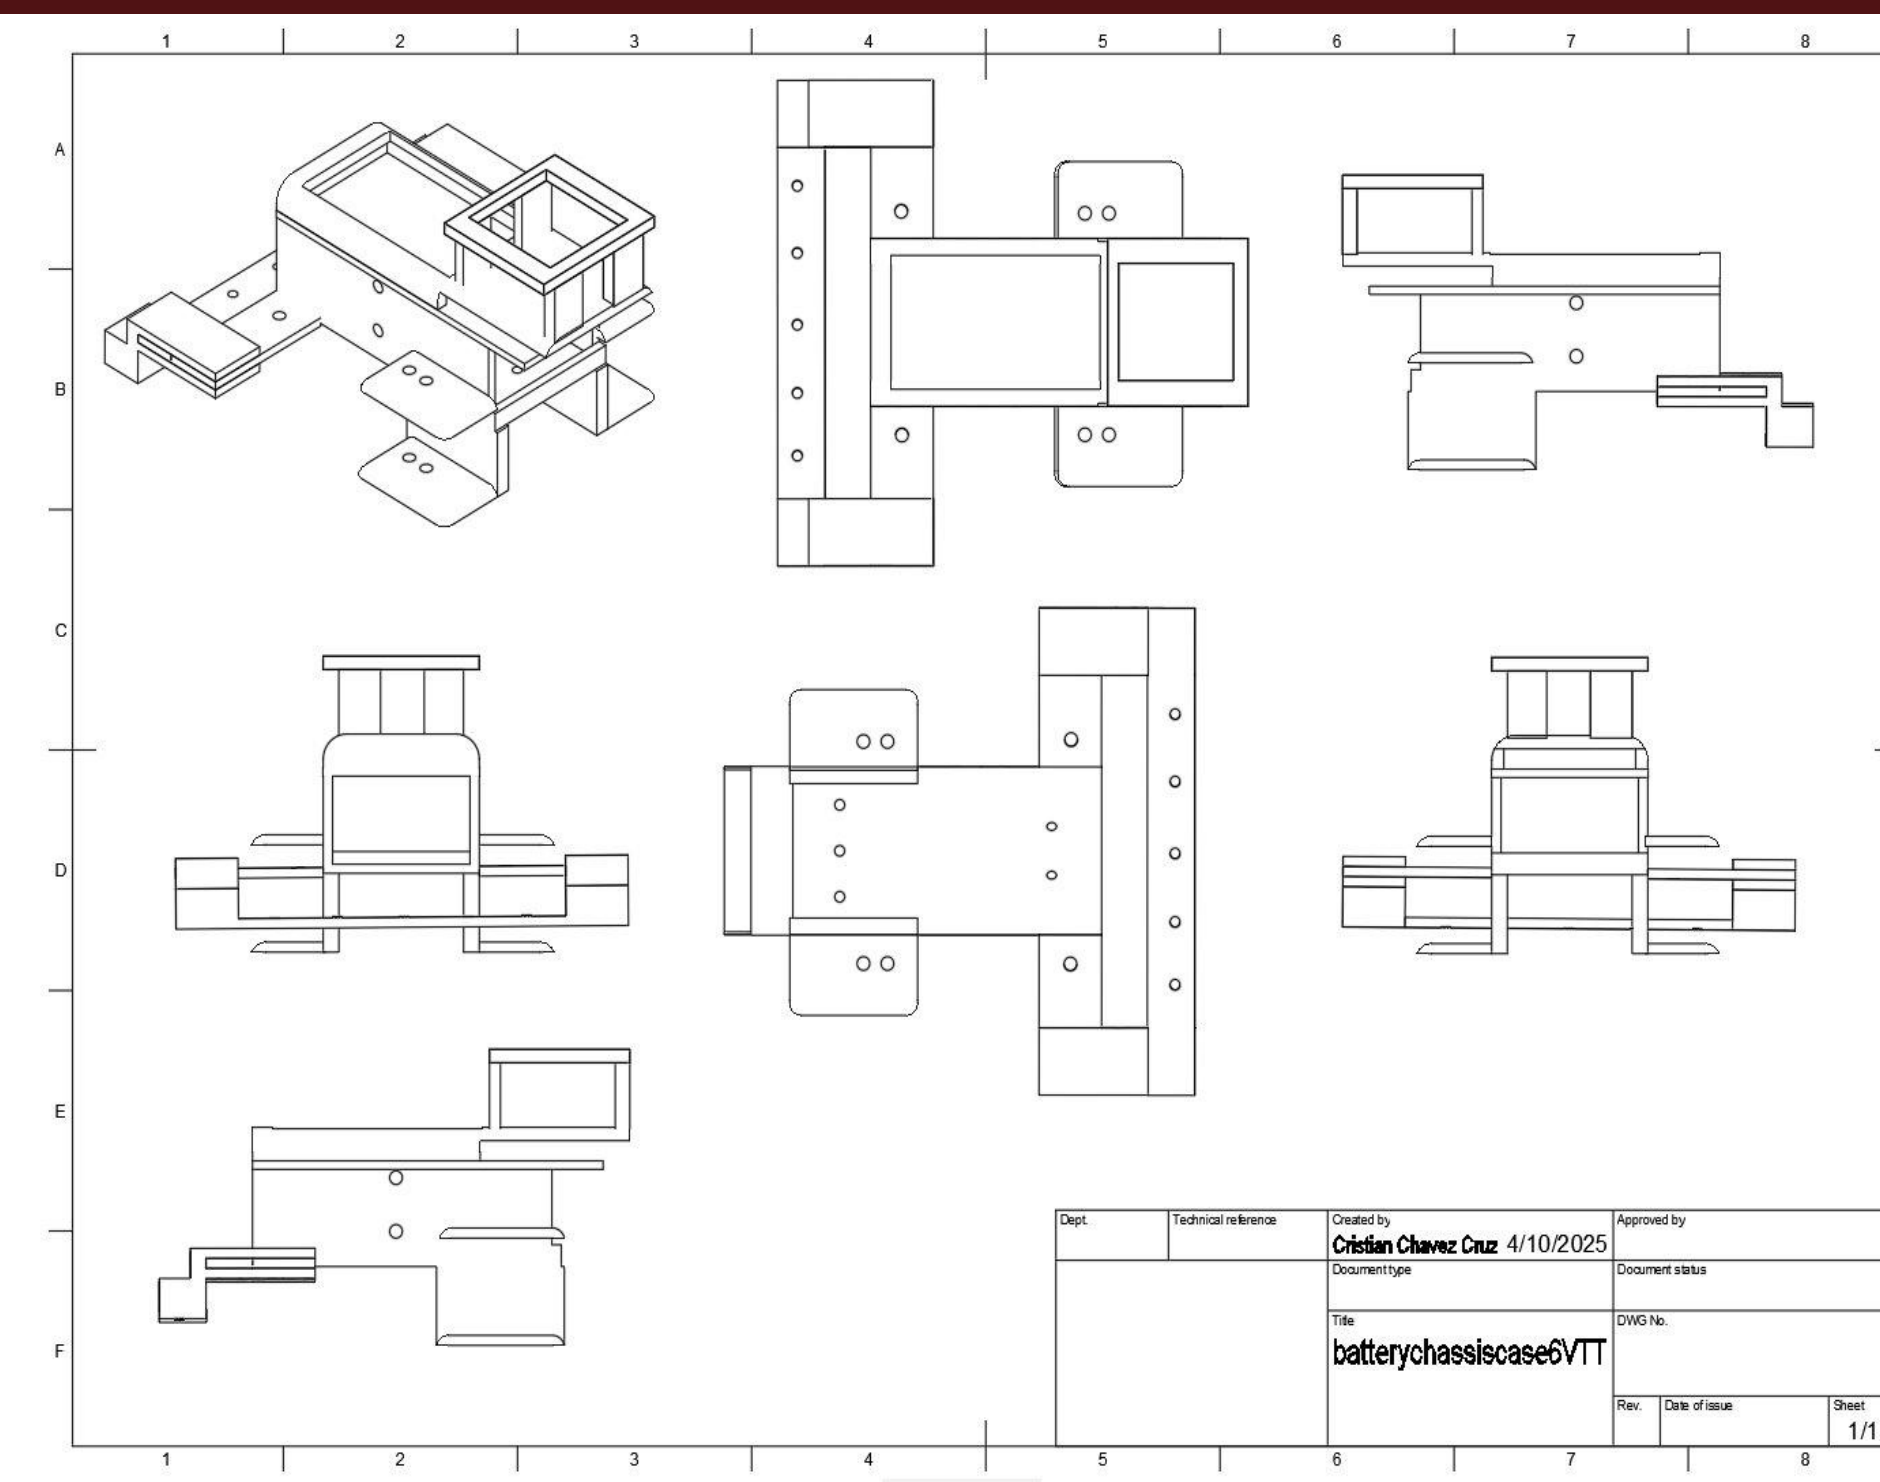 1 2 3 4 5 6 7 8
A
B
C
D
E
F
Dept.
Technical reference
Created by
Approved by
Cristian Chavez Cruz 4/10/2025
Document type
Document status
Title
DWG No.
batterychassiscase6VTT
Rev.
Date of issue
Sheet
1/1
1 2 3 4 5 6 7 8